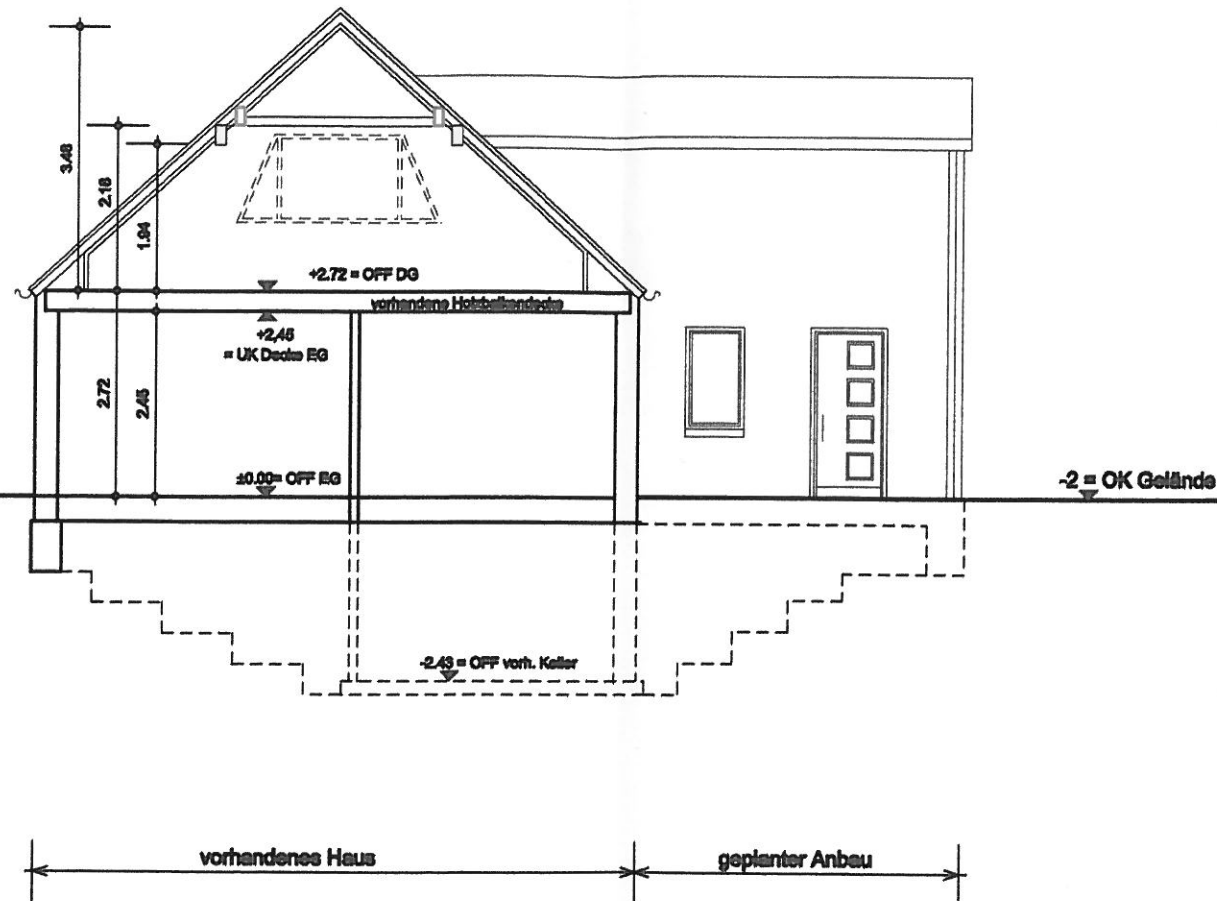 3.48
2.18
1.94
+2.72 = OFF DG
vorhandene Holzbalkendecke
+2,45
= UK Decke EG
2.72
2.45
±0.00= OFF EG
-2 = OK Gelände
-2.43 = OFF vorh. Keller
vorhandenes Haus
geplanter Anbau